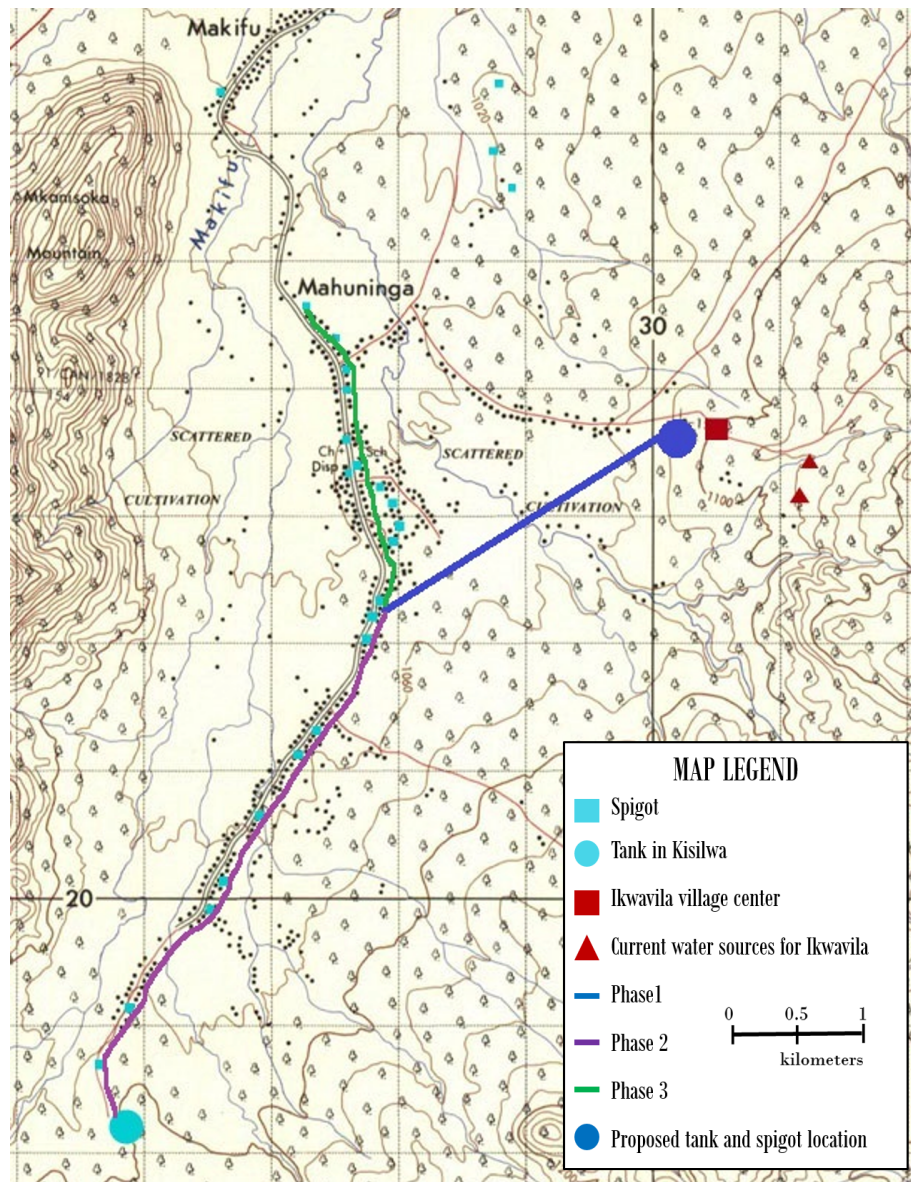 Makifu
1020
Mkanisoka
Mountain
Makifu
Mahuninga
30
SCATTERED
CULTIVATION
Ch
Disp
Sch
SCATTERED
CULTIVATION
1100
1060
20
MAP LEGEND
Spigot
Tank in Kisilwa
Ikwavila village center
Current water sources for Ikwavila
Phase1
Phase 2
Phase 3
Proposed tank and spigot location
0 0.5 1
kilometers